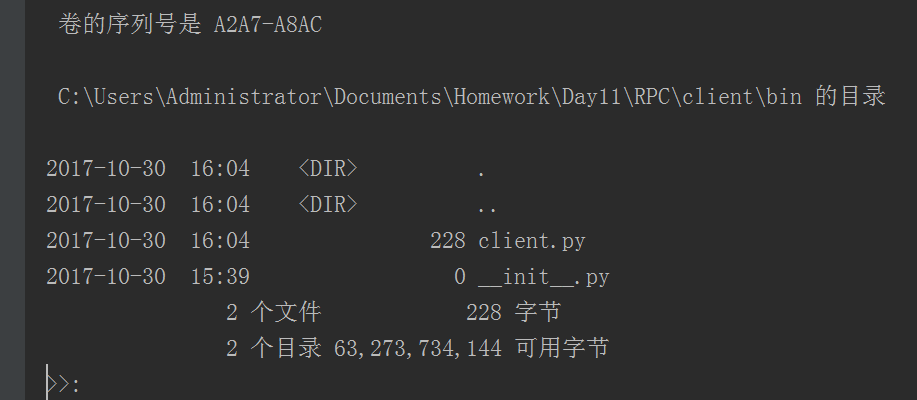 卷的序列号是 A2A7-A8AC
C:\Users\Administrator\Documents\Homework\Day11\RPC\client\bin 的目录
2017-10-30  16:04    <DIR>          .
2017-10-30  16:04    <DIR>          ..
2017-10-30  16:04               228 client.py
2017-10-30  15:39                 0 __init__.py
               2 个文件            228 字节
               2 个目录 63,273,734,144 可用字节
>>: